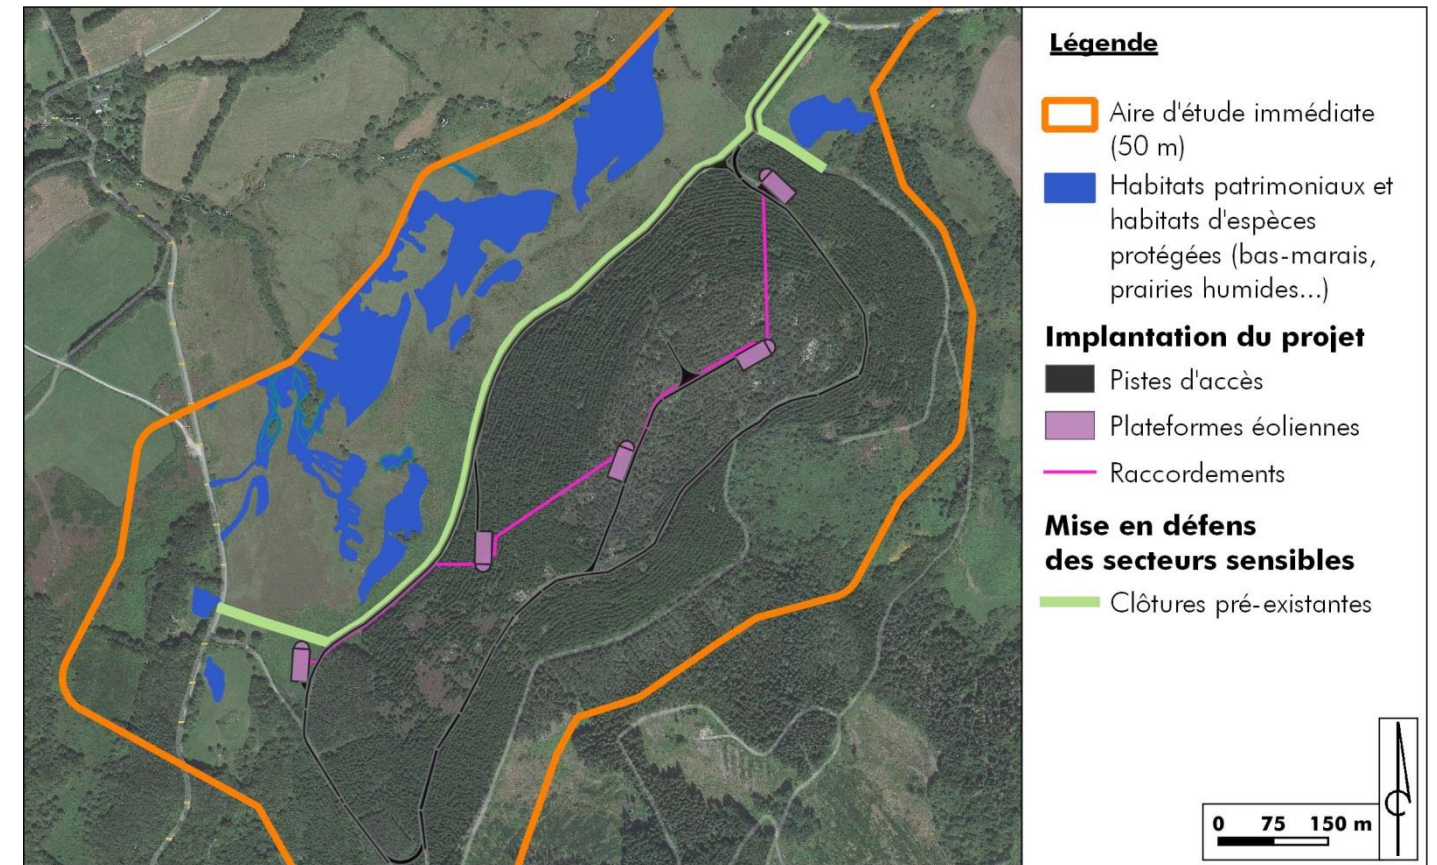 Légende
Aire d'étude immédiate
(50 m)
Habitats patrimoniaux et
habitats d'espèces
protégées (bas-marais,
prairies humides...)
Implantation du projet
Pistes d'accès
Plateformes éoliennes
Raccordements
Mise en défens
des secteurs sensibles
Clôtures pré-existantes
0 75 150 m